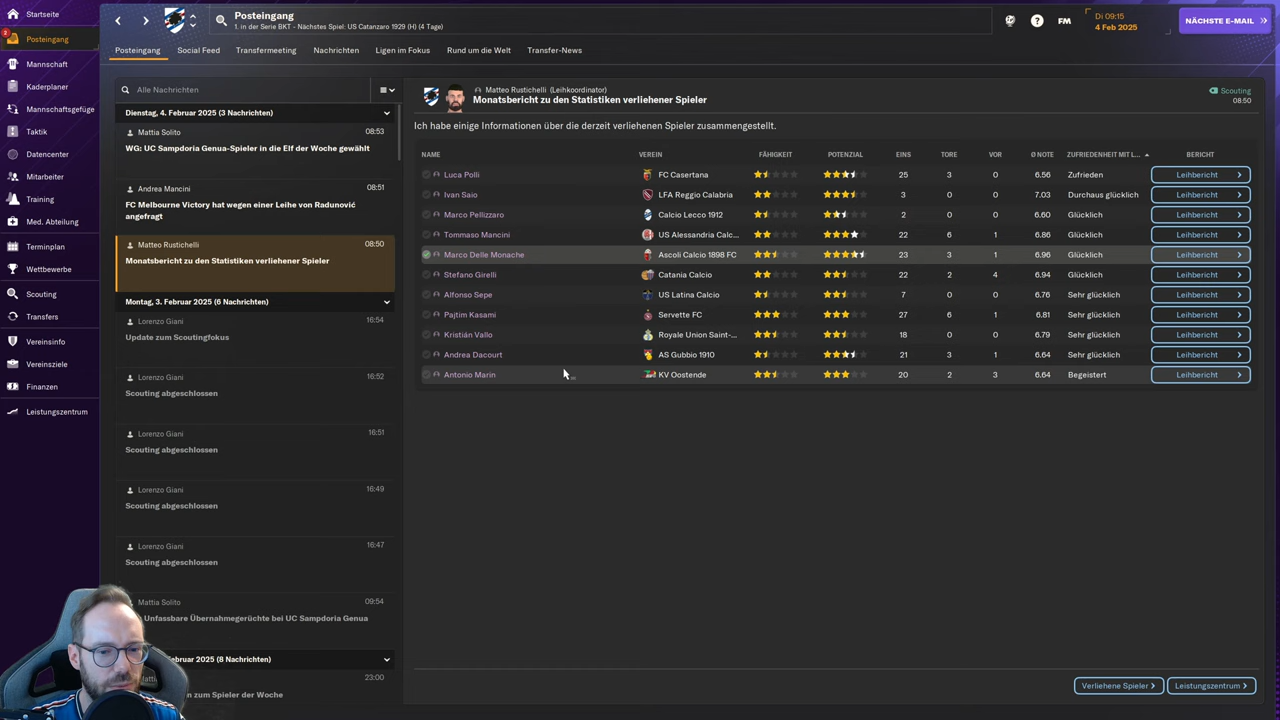 Startseite
2
Posteingang
Mannschaft
Kaderplaner
Mannschaftsgefüge
Taktik
Datencenter
Mitarbeiter
Training
Med. Abteilung
Terminplan
Wettbewerbe
Scouting
Transfers
Vereinsinfo
Vereinsziele
Finanzen
Leistungszentrum
Posteingang
1. in der Serie BKT - Nächstes Spiel: US Catanzaro 1929 (H) (4 Tage)
FM
Di 09:15
4 Feb 2025
NÄCHSTE E-MAIL
Posteingang Social Feed Transfermeeting Nachrichten Ligen im Fokus Rund um die Welt Transfer-News
Alle Nachrichten
Dienstag, 4. Februar 2025 (3 Nachrichten)
Mattia Solito 08:53
WG: UC Sampdoria Genua-Spieler in die Elf der Woche gewählt
Andrea Mancini 08:51
FC Melbourne Victory hat wegen einer Leihe von Radunović
angefragt
Matteo Rustichelli 08:50
Monatsbericht zu den Statistiken verliehener Spieler
Montag, 3. Februar 2025 (6 Nachrichten)
Lorenzo Giani 16:54
Update zum Scoutingfokus
Lorenzo Giani 16:52
Scouting abgeschlossen
Lorenzo Giani 16:51
Scouting abgeschlossen
Lorenzo Giani 16:49
Scouting abgeschlossen
Lorenzo Giani 16:47
Scouting abgeschlossen
Mattia Solito 09:54
Unfassbare Übernahmegerüchte bei UC Sampdoria Genua
2025 (8 Nachrichten)
23:00
zum Spieler der Woche
Matteo Rustichelli (Leihkoordinator)
Monatsbericht zu den Statistiken verliehener Spieler
Scouting
08:50
Ich habe einige Informationen über die derzeit verliehenen Spieler zusammengestellt.
NAME VEREIN FÄHIGKEIT POTENZIAL EINS TORE VOR Ø NOTE ZUFRIEDENHEIT MIT L... BERICHT
Luca Polli FC Casertana 25 3 0 6.56 Zufrieden Leihbericht
Ivan Saio LFA Reggio Calabria 3 0 0 7.03 Durchaus glücklich Leihbericht
Marco Pellizzaro Calcio Lecco 1912 2 0 0 6.60 Glücklich Leihbericht
Tommaso Mancini US Alessandria Calc... 22 6 1 6.86 Glücklich Leihbericht
Marco Delle Monache Ascoli Calcio 1898 FC 23 3 1 6.96 Glücklich Leihbericht
Stefano Girelli Catania Calcio 22 2 4 6.94 Glücklich Leihbericht
Alfonso Sepe US Latina Calcio 7 0 0 6.76 Sehr glücklich Leihbericht
Pajtim Kasami Servette FC 27 6 1 6.81 Sehr glücklich Leihbericht
Kristián Vallo Royale Union Saint-... 18 0 0 6.79 Sehr glücklich Leihbericht
Andrea Dacourt AS Gubbio 1910 21 3 1 6.64 Sehr glücklich Leihbericht
Antonio Marin KV Oostende 20 2 3 6.64 Begeistert Leihbericht
Verliehene Spieler Leistungszentrum